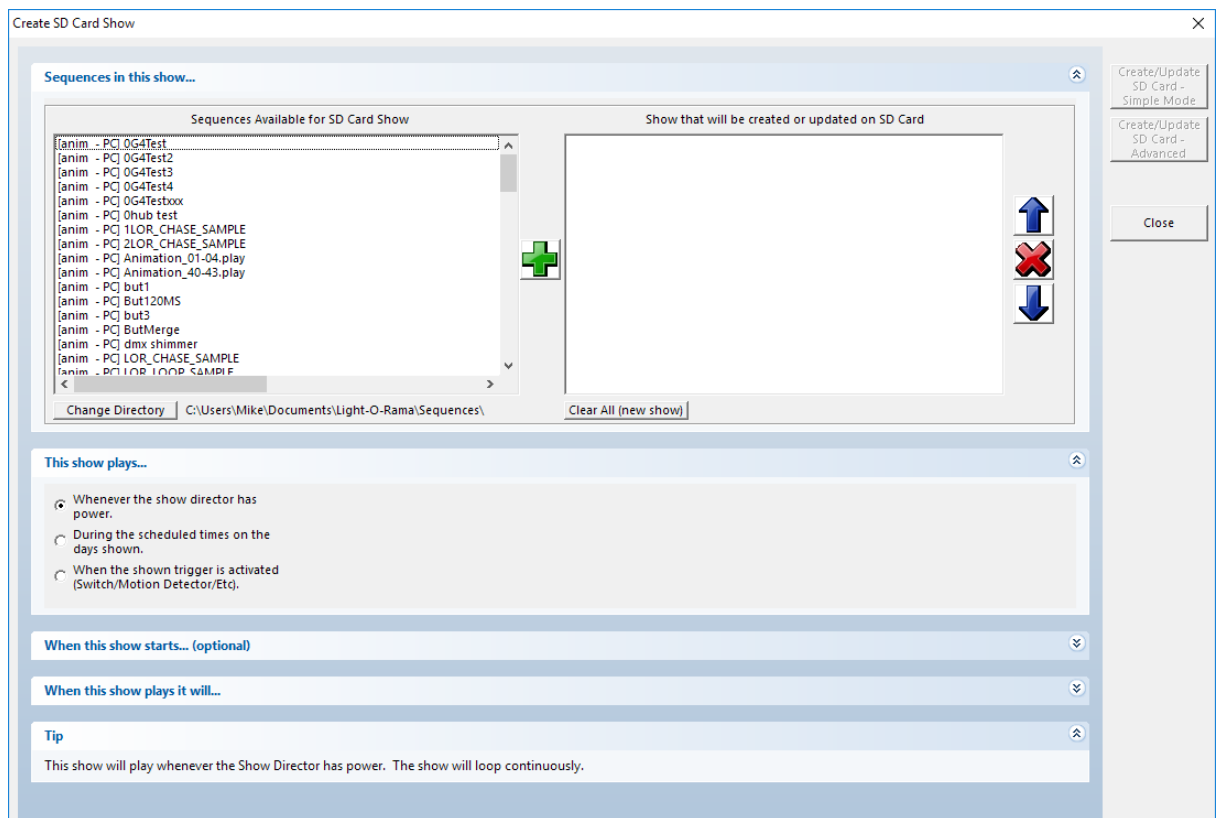 Create SD Card Show
Sequences in this show...
Create/Update
SD Card -
Simple Mode
Create/Update
SD Card -
Advanced
Close
Sequences Available for SD Card Show
[anim - PC] 0G4Test
[anim - PC] 0G4Test2
[anim - PC] 0G4Test3
[anim - PC] 0G4Test4
[anim - PC] 0G4Testxxx
[anim - PC] 0hub test
[anim - PC] 1LOR_CHASE_SAMPLE
[anim - PC] 2LOR_CHASE_SAMPLE
[anim - PC] Animation_01-04.play
[anim - PC] Animation_40-43.play
[anim - PC] but1
[anim - PC] But120MS
[anim - PC] but3
[anim - PC] ButMerge
[anim - PC] dmx shimmer
[anim - PC] LOR_CHASE_SAMPLE
[anim - PC] LOR_LOOP_SAMPLE
Change Directory
C:\Users\Mike\Documents\Light-O-Rama\Sequences\
Show that will be created or updated on SD Card
Clear All (new show)
This show plays...
Whenever the show director has
power.
During the scheduled times on the
days shown.
When the shown trigger is activated
(Switch/Motion Detector/Etc).
When this show starts... (optional)
When this show plays it will...
Tip
This show will play whenever the Show Director has power. The show will loop continuously.